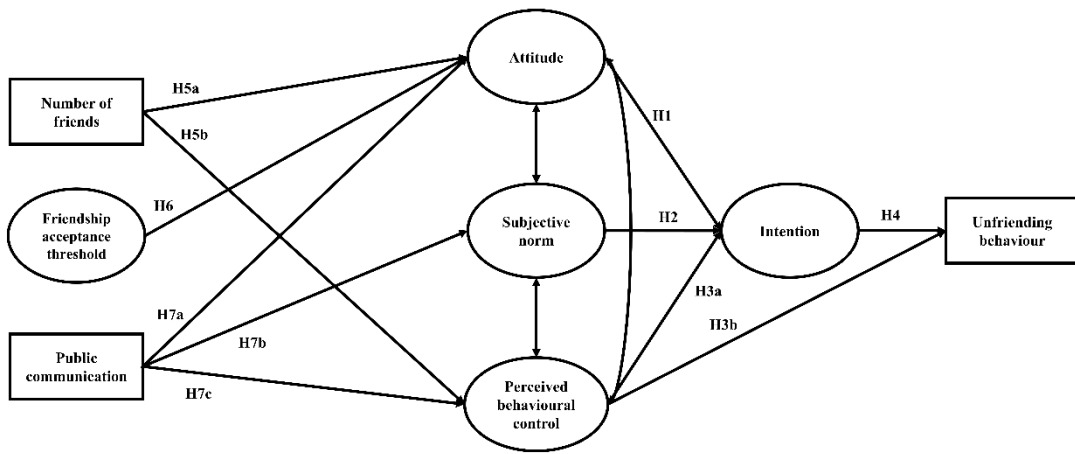 Attitude
Number of
friends
H5a
H5b
H1
Friendship
acceptance
threshold
H6
Subjective
norm
H2
Intention
H4
Unfriending
behaviour
H3a
H7a
H7b
H3b
Public
communication
H7c
Perceived
behavioural
control